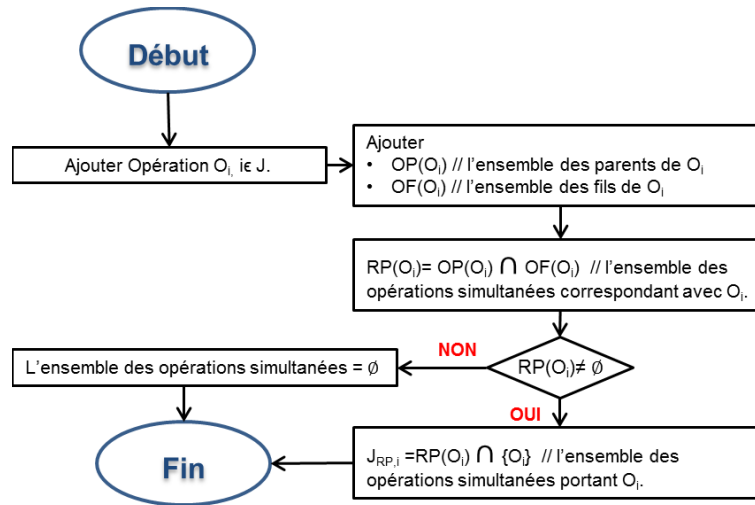 Début
Ajouter Opération Oi, iϵ J.
Ajouter
• OP(Oi) // l'ensemble des parents de Oi
• OF(Oi) // l'ensemble des fils de Oi
RP(Oi)= OP(Oi) ⋂ OF(Oi) // l'ensemble des
opérations simultanées correspondant avec Oi.
NON
L'ensemble des opérations simultanées = ∅
RP(Oi)≠ ∅
OUI
Fin
JRP,i =RP(Oi) ⋂ {Oi} // l'ensemble des
opérations simultanées portant Oi.